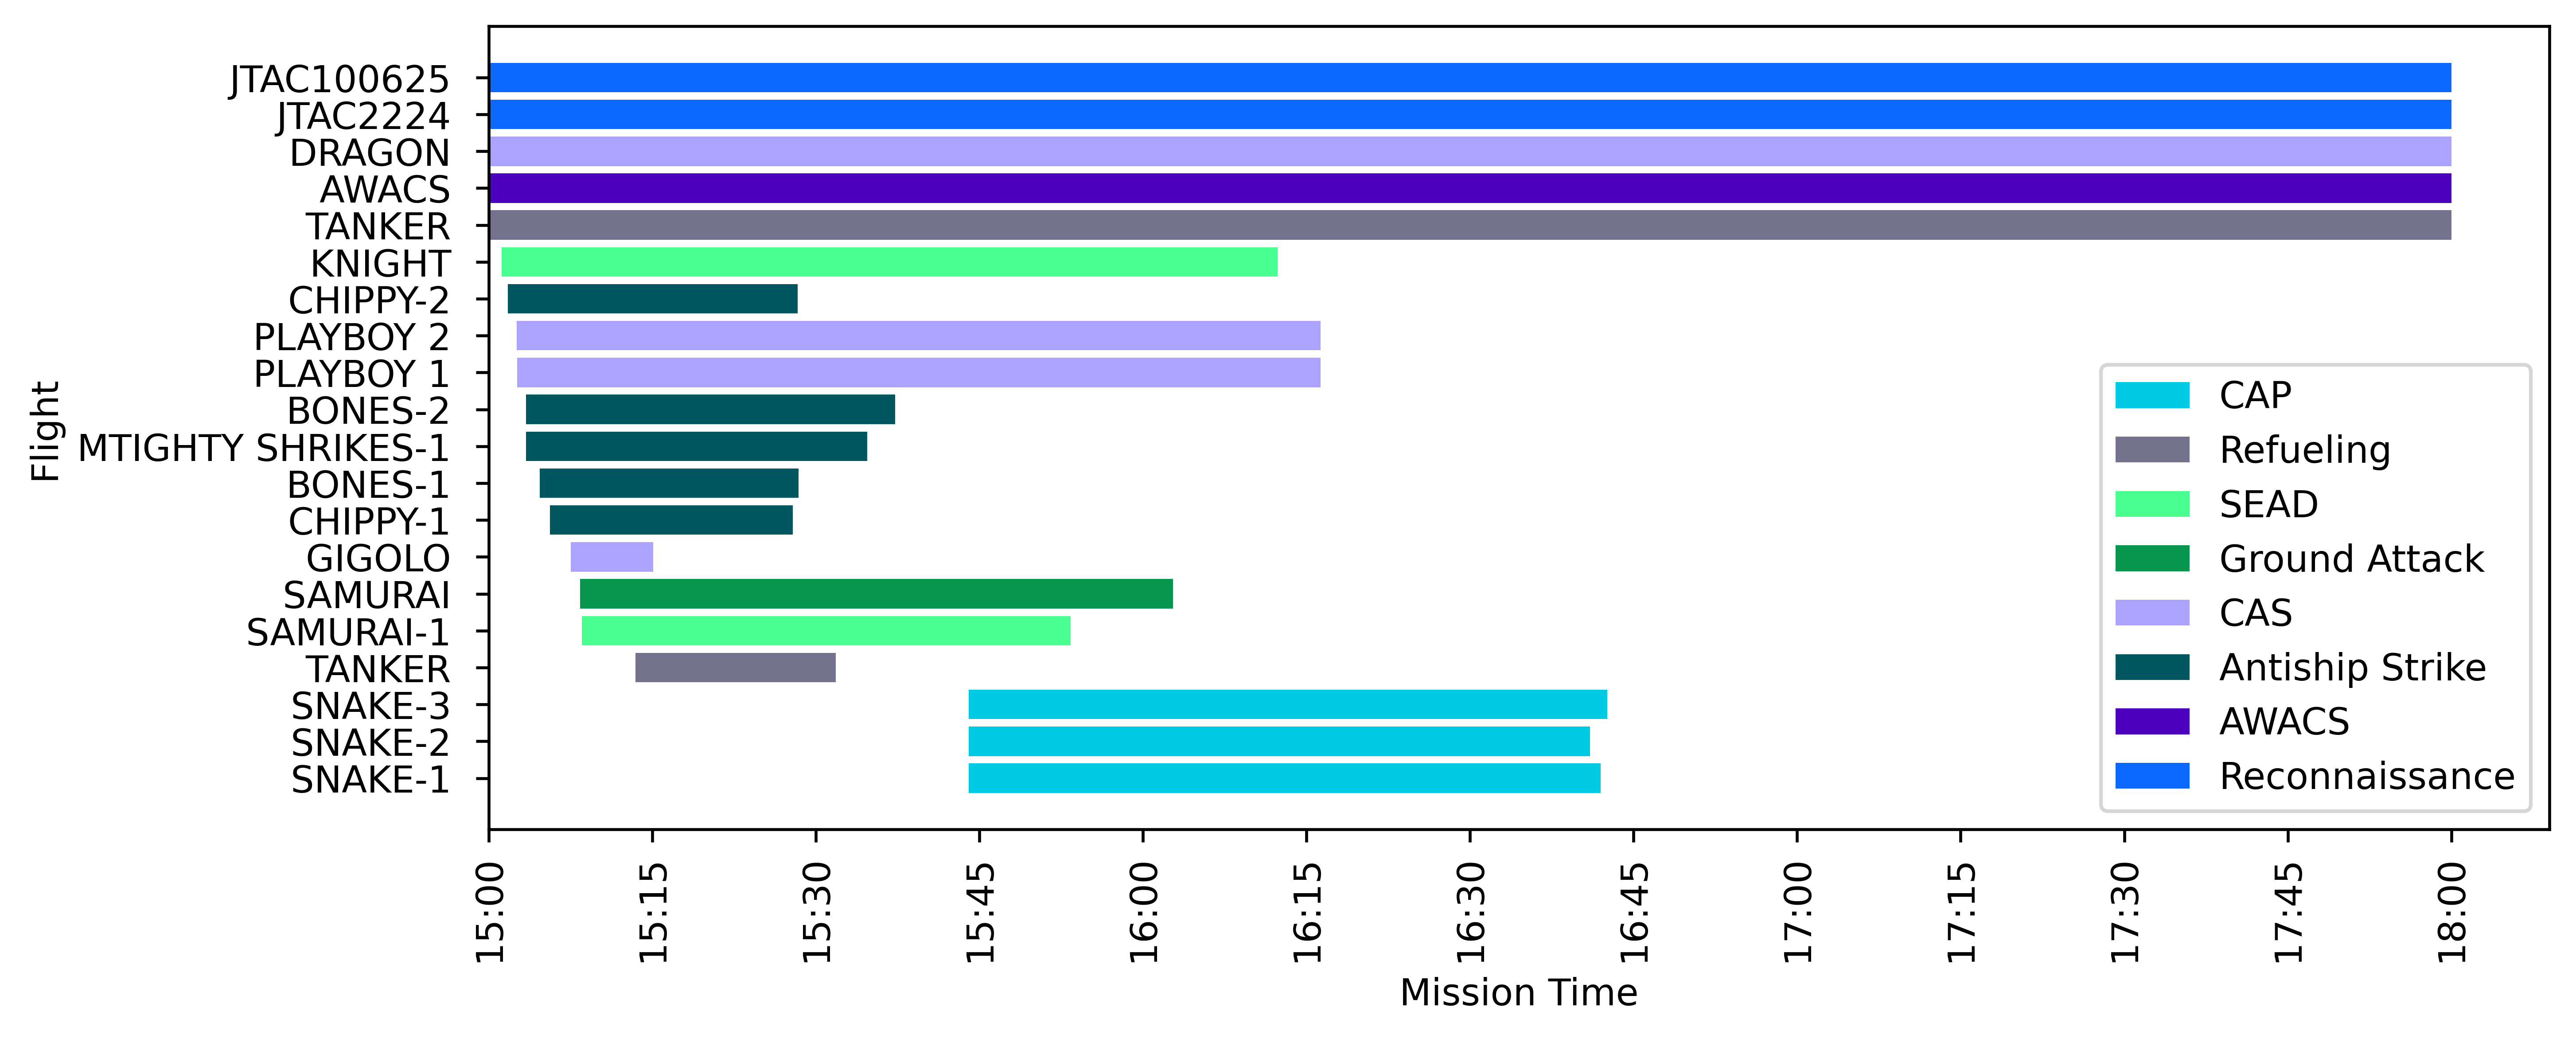 Flight
JTAC100625
JTAC2224
DRAGON
AWACS
TANKER
KNIGHT
CHIPPY-2
PLAYBOY 2
PLAYBOY 1
BONES-2
MTIGHTY SHRIKES-1
BONES-1
CHIPPY-1
GIGOLO
SAMURAI
SAMURAI-1
TANKER
SNAKE-3
SNAKE-2
SNAKE-1
CAP
Refueling
SEAD
Ground Attack
CAS
Antiship Strike
AWACS
Reconnaissance
15:00
15:15
15:30
15:45
16:00
16:15
16:30
16:45
17:00
17:15
17:30
17:45
18:00
Mission Time